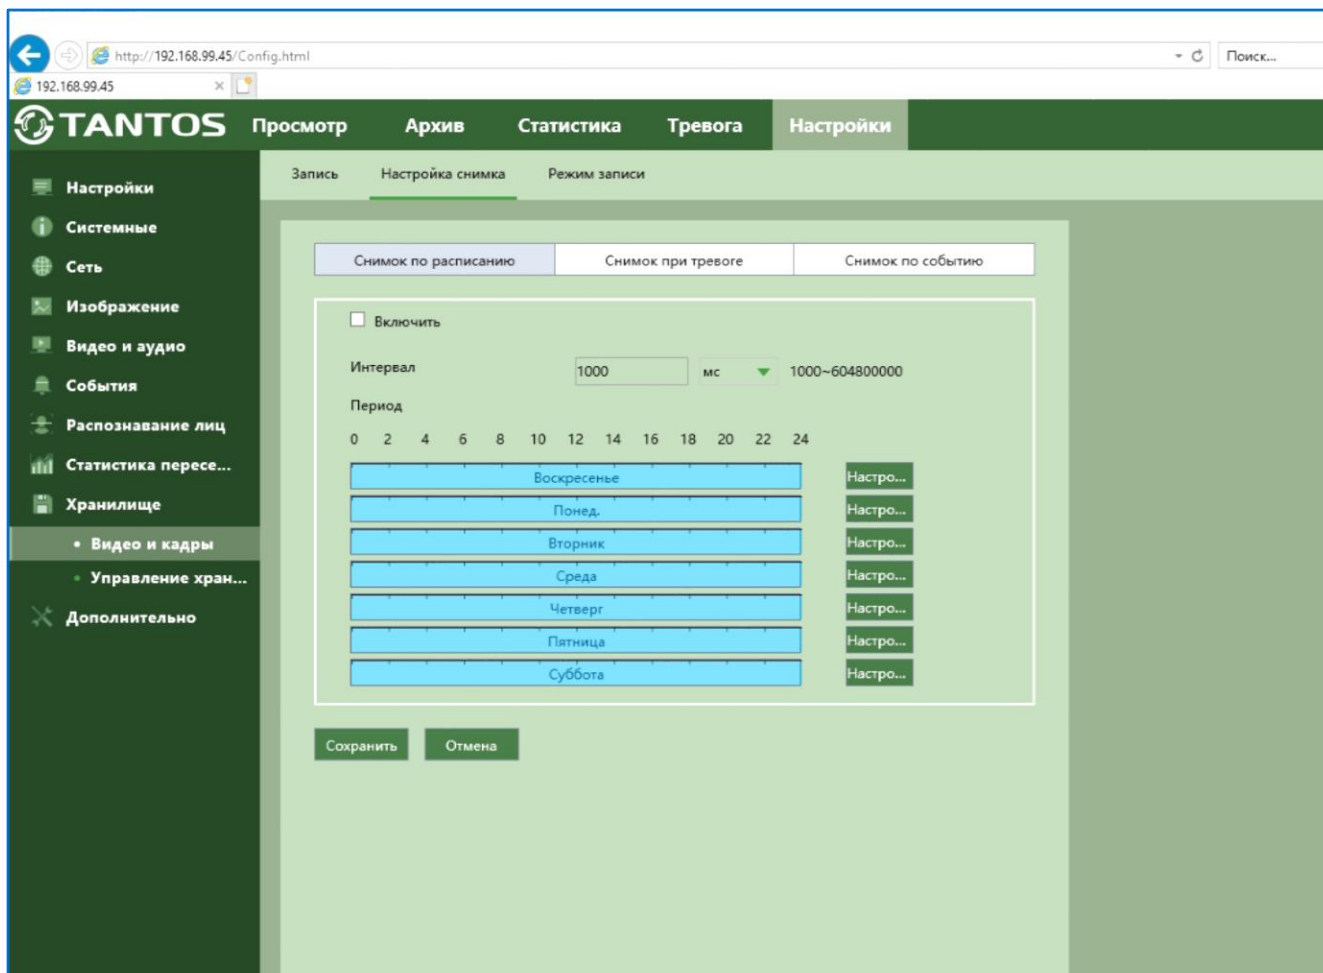 http://192.168.99.45/Config.html
Поиск...
192.168.99.45
TANTOS
Просмотр Архив Статистика Тревога Настройки
Запись Настройка снимка Режим записи
Настройки
Системные
Сеть
Изображение
Видео и аудио
События
Распознавание лиц
Статистика пересе...
Хранилище
• Видео и кадры
• Управление хран...
Дополнительно
Снимок по расписанию Снимок при тревоге Снимок по событию
Включить
Интервал 1000 мс 1000~604800000
Период
0 2 4 6 8 10 12 14 16 18 20 22 24
Воскресенье Настро...
Понед. Настро...
Вторник Настро...
Среда Настро...
Четверг Настро...
Пятница Настро...
Суббота Настро...
Сохранить Отмена